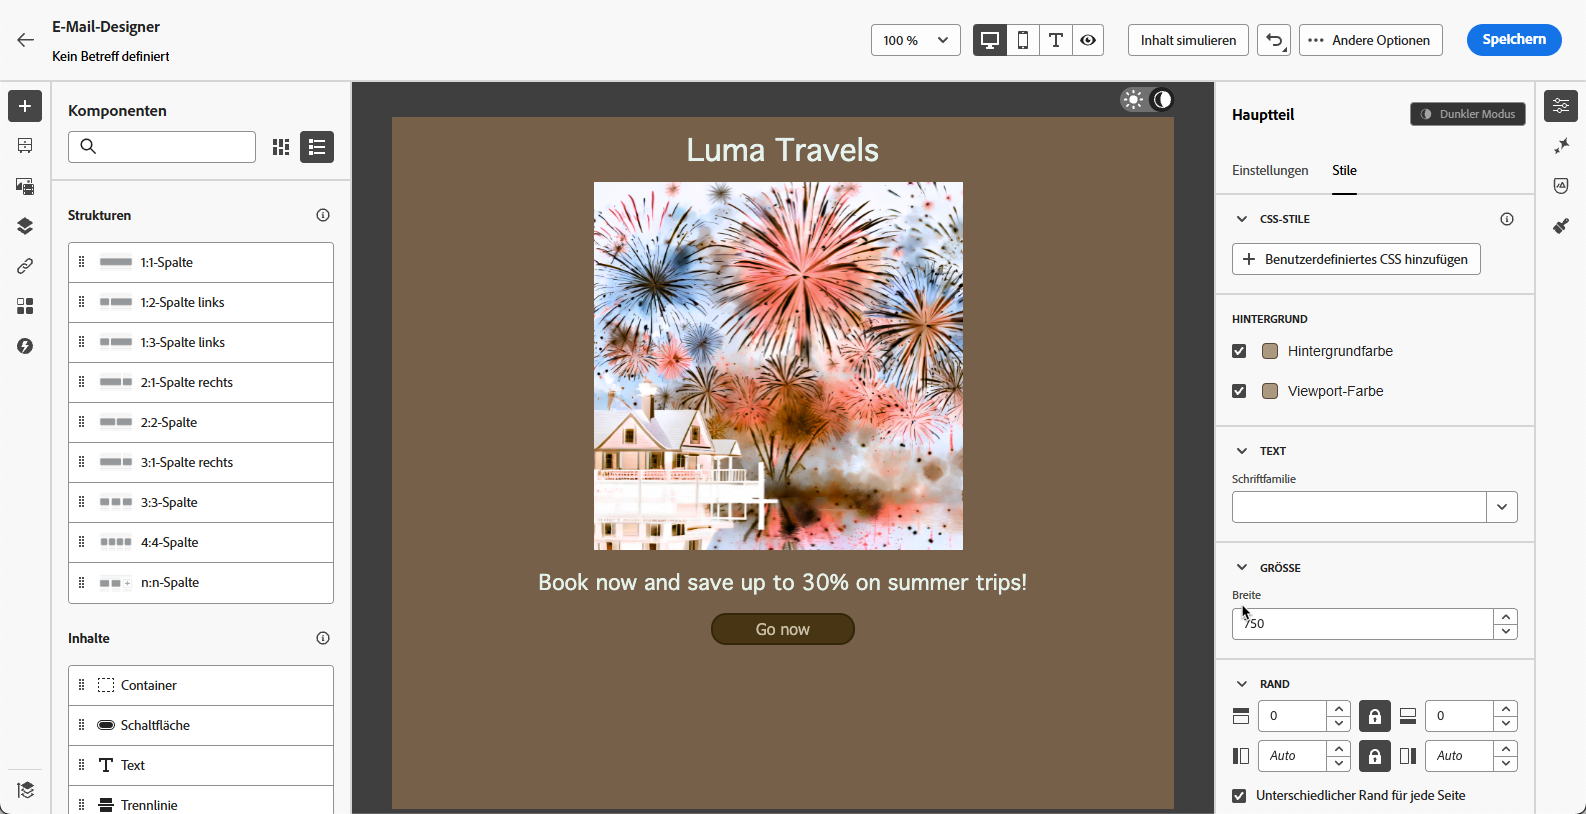 E-Mail-Designer
Kein Betreff definiert
100 %
Inhalt simulieren
Andere Optionen
Speichern
Komponenten
Strukturen
1:1-Spalte
1:2-Spalte links
1:3-Spalte links
2:1-Spalte rechts
2:2-Spalte
3:1-Spalte rechts
3:3-Spalte
4:4-Spalte
n:n-Spalte
Inhalte
Container
Schaltfläche
Text
Trennlinie
Luma Travels
Book now and save up to 30% on summer trips!
Go now
Hauptteil
Dunkler Modus
Einstellungen
Stile
CSS-STILE
Benutzerdefiniertes CSS hinzufügen
HINTERGRUND
Hintergrundfarbe
Viewport-Farbe
TEXT
Schriftfamilie
GRÖSSE
Breite
750
RAND
0
0
Auto
Auto
Unterschiedlicher Rand für jede Seite